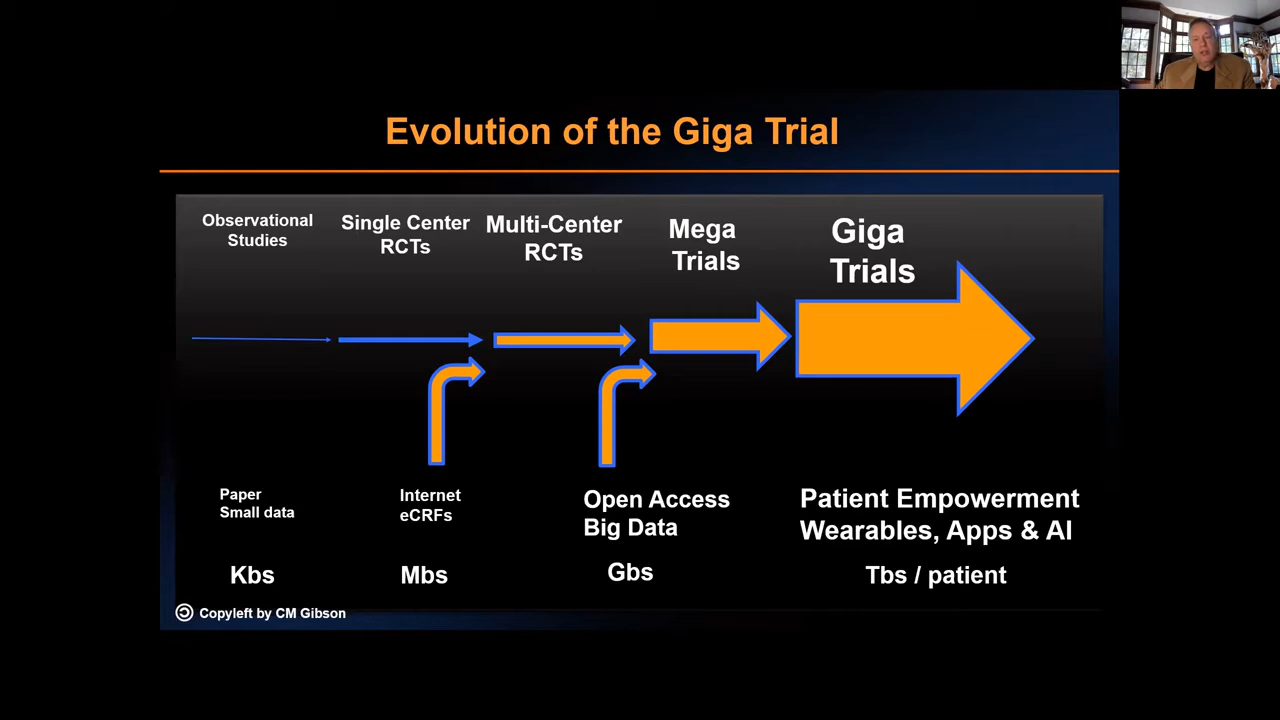 Evolution of the Giga Trial
Observational
Studies
Single Center
RCTs
Multi-Center
RCTs
Mega
Trials
Giga
Trials
Paper
Small data
Internet
eCRFs
Open Access
Big Data
Patient Empowerment
Wearables, Apps & AI
Kbs
Mbs
Gbs
Tbs / patient
Copyleft by CM Gibson